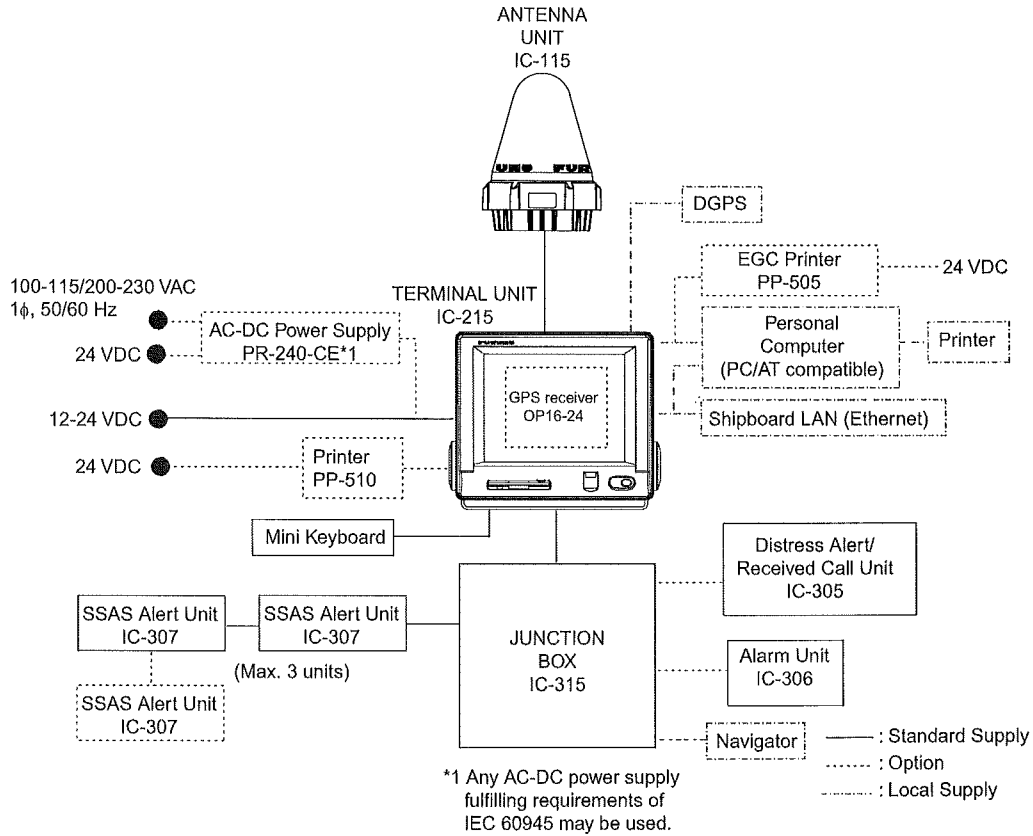 ANTENNA
UNIT
IC-115
DGPS
EGC Printer
PP-505
24 VDC
100-115/200-230 VAC
1ϕ, 50/60 Hz
TERMINAL UNIT
IC-215
AC-DC Power Supply
PR-240-CE*1
24 VDC
Personal
Computer
(PC/AT compatible)
Printer
GPS receiver
OP16-24
12-24 VDC
Shipboard LAN (Ethernet)
24 VDC
Printer
PP-510
Mini Keyboard
Distress Alert/
Received Call Unit
IC-305
SSAS Alert Unit
IC-307
SSAS Alert Unit
IC-307
(Max. 3 units)
JUNCTION
BOX
IC-315
Alarm Unit
IC-306
SSAS Alert Unit
IC-307
Navigator
: Standard Supply
: Option
: Local Supply
*1 Any AC-DC power supply
fulfilling requirements of
IEC 60945 may be used.